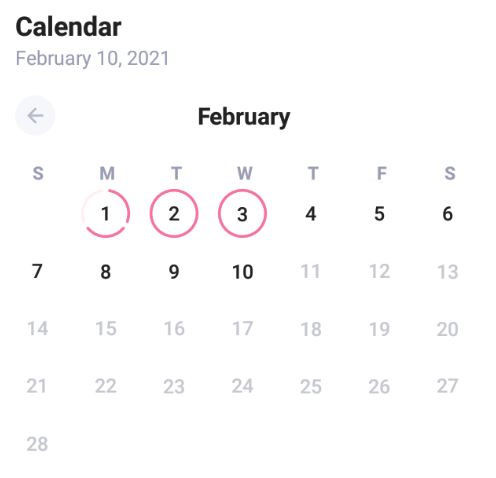 Calendar
February 10, 2021
February
S M T W T F S
1 2 3 4 5 6
7 8 9 10 11 12 13
14 15 16 17 18 19 20
21 22 23 24 25 26 27
28